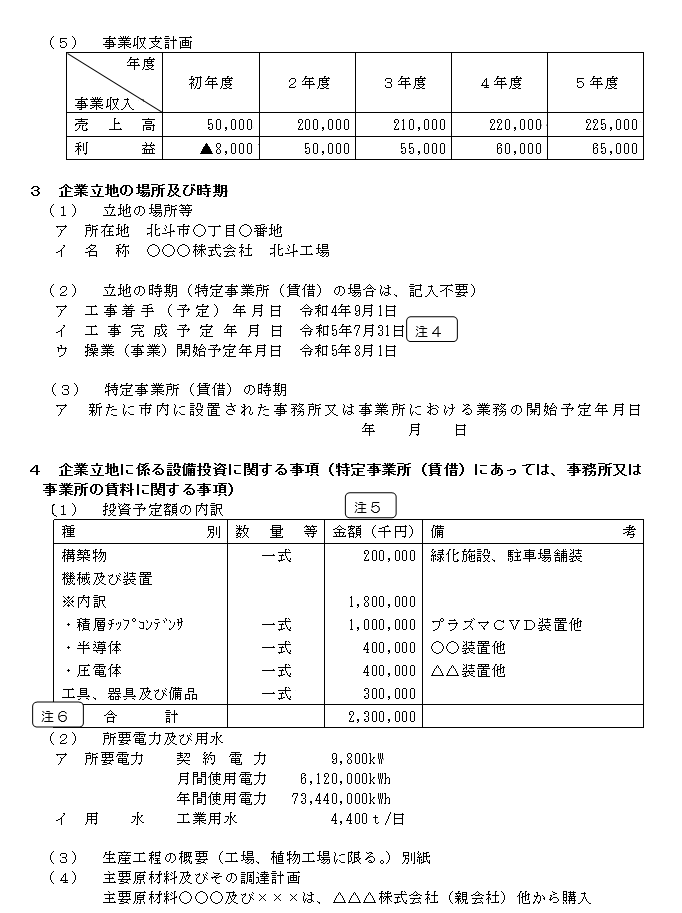 (５) 事業収支計画
年度
事業収入 初年度 ２年度 ３年度 ４年度 ５年度
売上高 50,000 200,000 210,000 220,000 225,000
利益 ▲8,000 50,000 55,000 60,000 65,000
３ 企業立地の場所及び時期
(１) 立地の場所等
ア 所在地 北斗市○丁目○番地
イ 名称 ○○○株式会社 北斗工場
(２) 立地の時期（特定事業所（賃借）の場合は、記入不要）
ア 工事着手（予定）年月日 令和4年9月1日
イ 工事完成予定年月日 令和5年7月31日 注４
ウ 操業（事業）開始予定年月日 令和5年8月1日
(３) 特定事業所（賃借）の時期
ア 新たに市内に設置された事務所又は事業所における業務の開始予定年月日
年 月 日
４ 企業立地に係る設備投資に関する事項（特定事業所（賃借）にあっては、事務所又は
事業所の賃料に関する事項）
(１) 投資予定額の内訳 注５
種別 数量等 金額（千円） 備考
構築物 一式 200,000 緑化施設、駐車場舗装
機械及び装置
※内訳 1,800,000
・積層ﾁｯﾌﾟｺﾝﾃﾞﾝｻ 一式 1,000,000 プラズマＣＶＤ装置他
・半導体 一式 400,000 ○○装置他
・圧電体 一式 400,000 △△装置他
工具、器具及び備品 一式 300,000
注６ 合計 2,300,000
(２) 所要電力及び用水
ア 所要電力 契約電力 9,800kW
月間使用電力 6,120,000kWh
年間使用電力 73,440,000kWh
イ 用水 工業用水 4,400ｔ/日
(３) 生産工程の概要（工場、植物工場に限る。）別紙
(４) 主要原材料及びその調達計画
主要原材料○○○及び×××は、△△△株式会社（親会社）他から購入